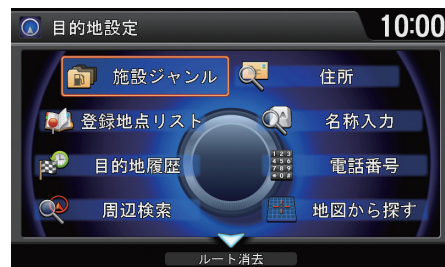 目的地設定
10:00
施設ジャンル
住所
登録地点リスト
名称入力
目的地履歴
電話番号
周辺検索
地図から探す
ルート消去